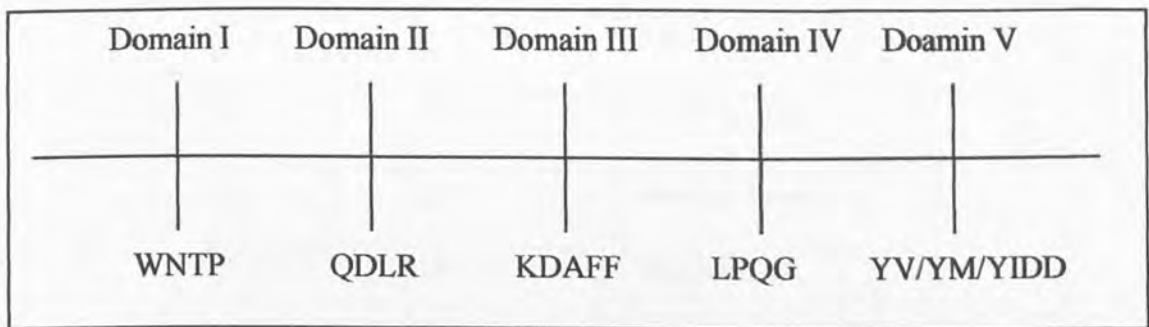 Domain I Domain II Domain III Domain IV Doamin V
WNTP QDLR KDAFF LPQG YV/YM/YIDD